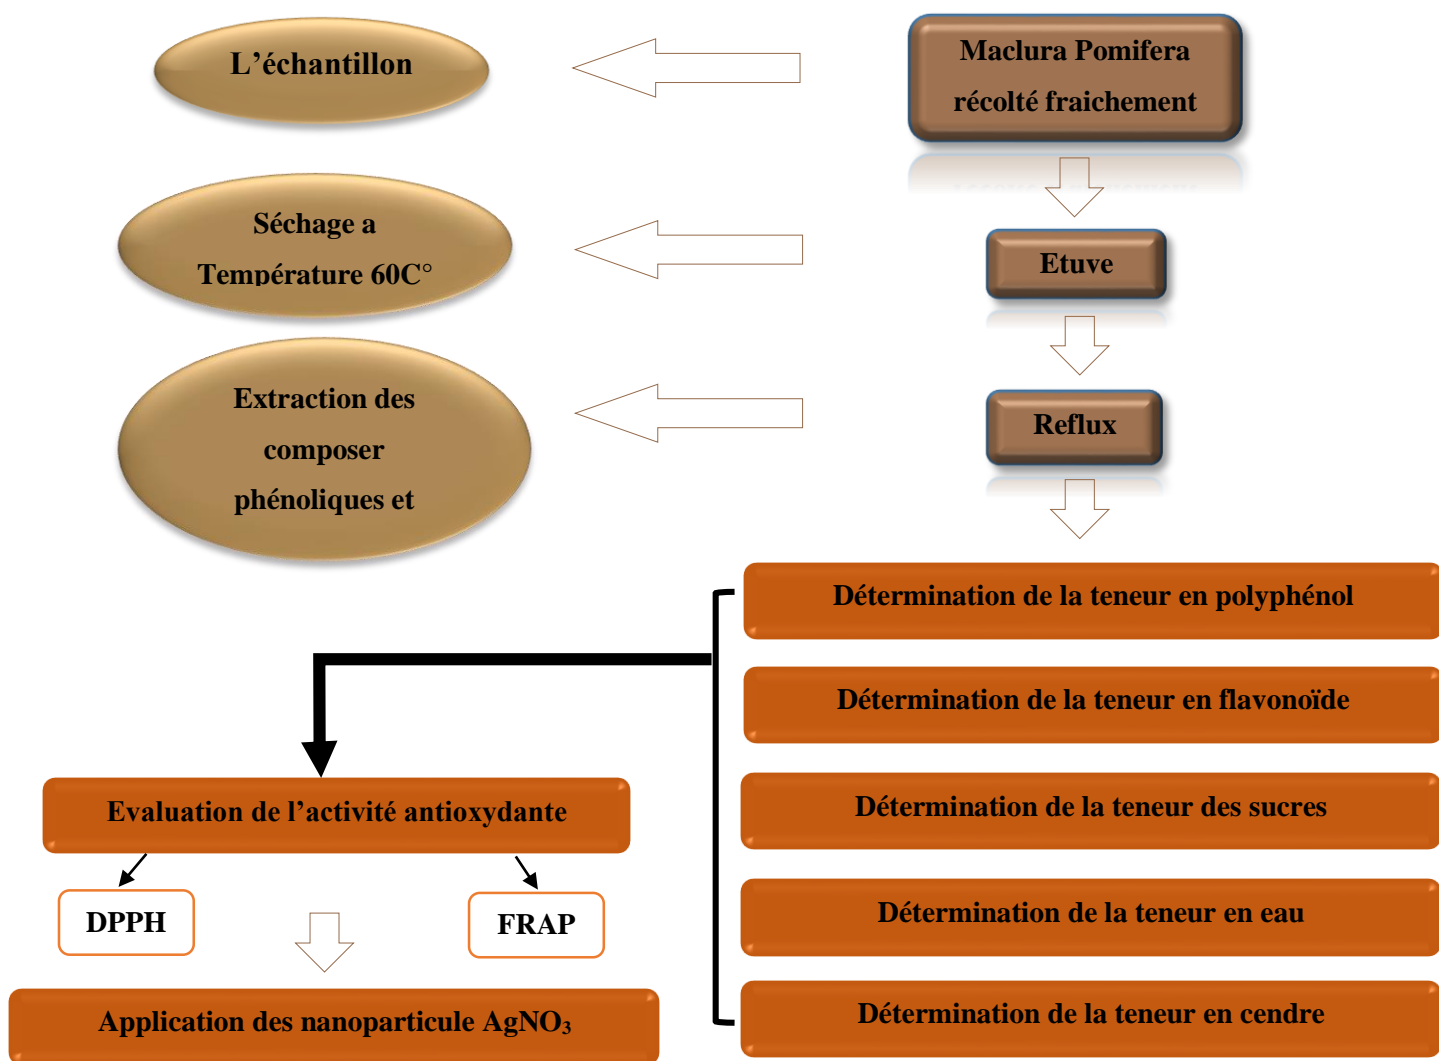 L’échantillon
Maclura Pomifera
récolté fraichement
Séchage a
Température 60C°
Etuve
Extraction des
composer
phénoliques et
Reflux
Détermination de la teneur en polyphénol
Détermination de la teneur en flavonoïde
Détermination de la teneur des sucres
Détermination de la teneur en eau
Détermination de la teneur en cendre
Evaluation de l’activité antioxydante
DPPH
FRAP
Application des nanoparticule AgNO₃